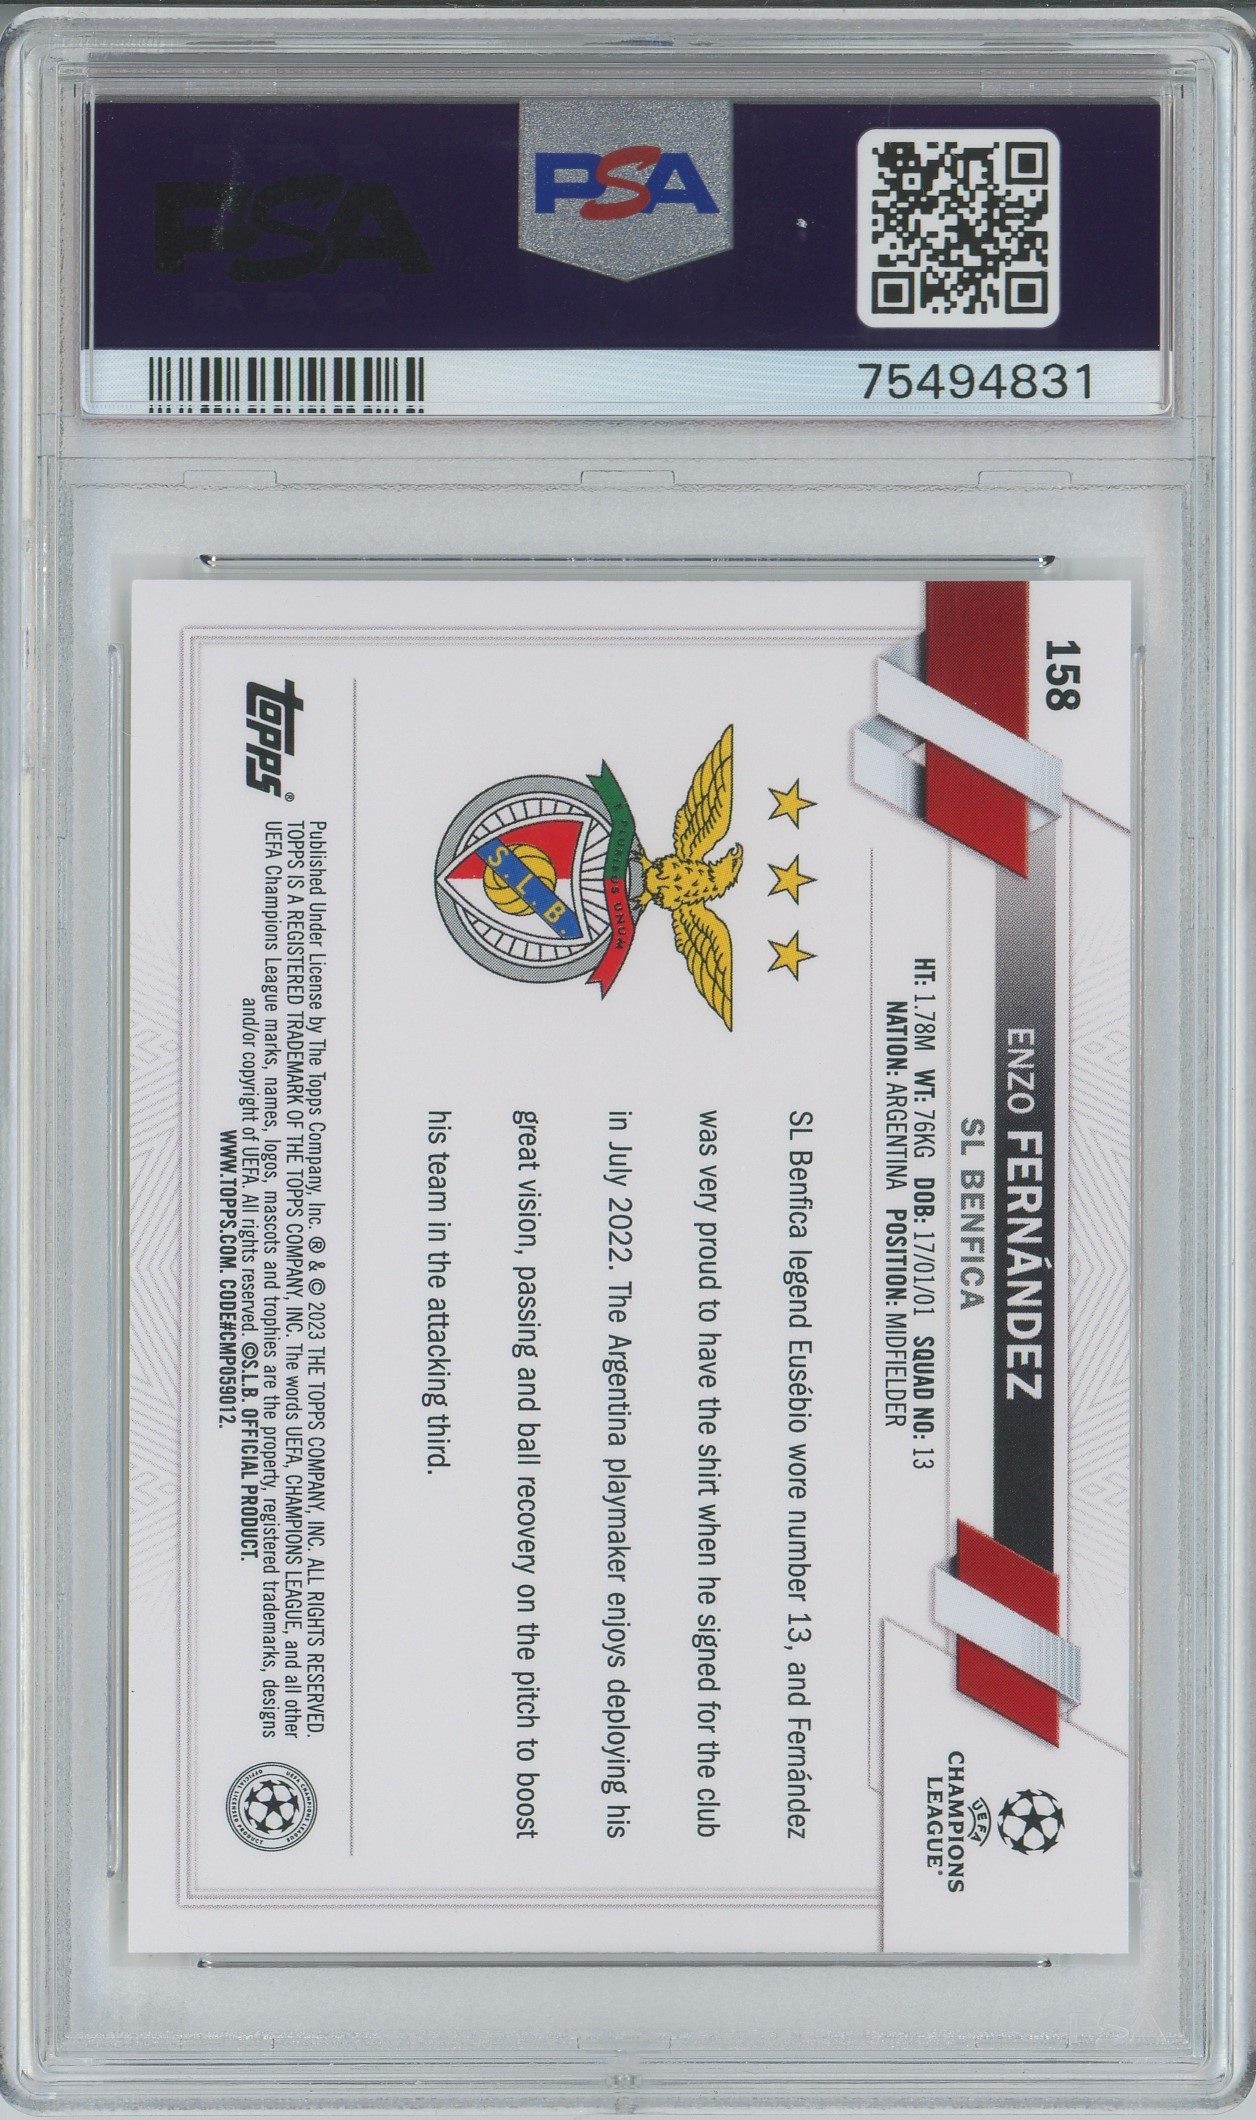 PSA
PSA
75494831
158
ENZO FERNÁNDEZ
SL BENFICA
HT: 1.78M WT: 76KG DOB: 17/01/01 SQUAD NO: 13
NATION: ARGENTINA POSITION: MIDFIELDER
UEFA
CHAMPIONS
LEAGUE®
E PLURIBUS UNUM
S. L. B.
SL Benfica legend Eusébio wore number 13, and Fernández
was very proud to have the shirt when he signed for the club
in July 2022. The Argentina playmaker enjoys deploying his
great vision, passing and ball recovery on the pitch to boost
his team in the attacking third.
topps®
Published Under License by The Topps Company, Inc. ® & © 2023 THE TOPPS COMPANY, INC. ALL RIGHTS RESERVED.
TOPPS IS A REGISTERED TRADEMARK OF THE TOPPS COMPANY, INC. The words UEFA, CHAMPIONS LEAGUE, and all other
UEFA Champions League marks, names, logos, mascots and trophies are the property, registered trademarks, designs
and/or copyright of UEFA. All rights reserved. ©S.L.B. OFFICIAL PRODUCT.
WWW.TOPPS.COM. CODE#CMP059012.
UEFA CHAMPIONS LEAGUE
OFFICIAL LICENSED PRODUCT